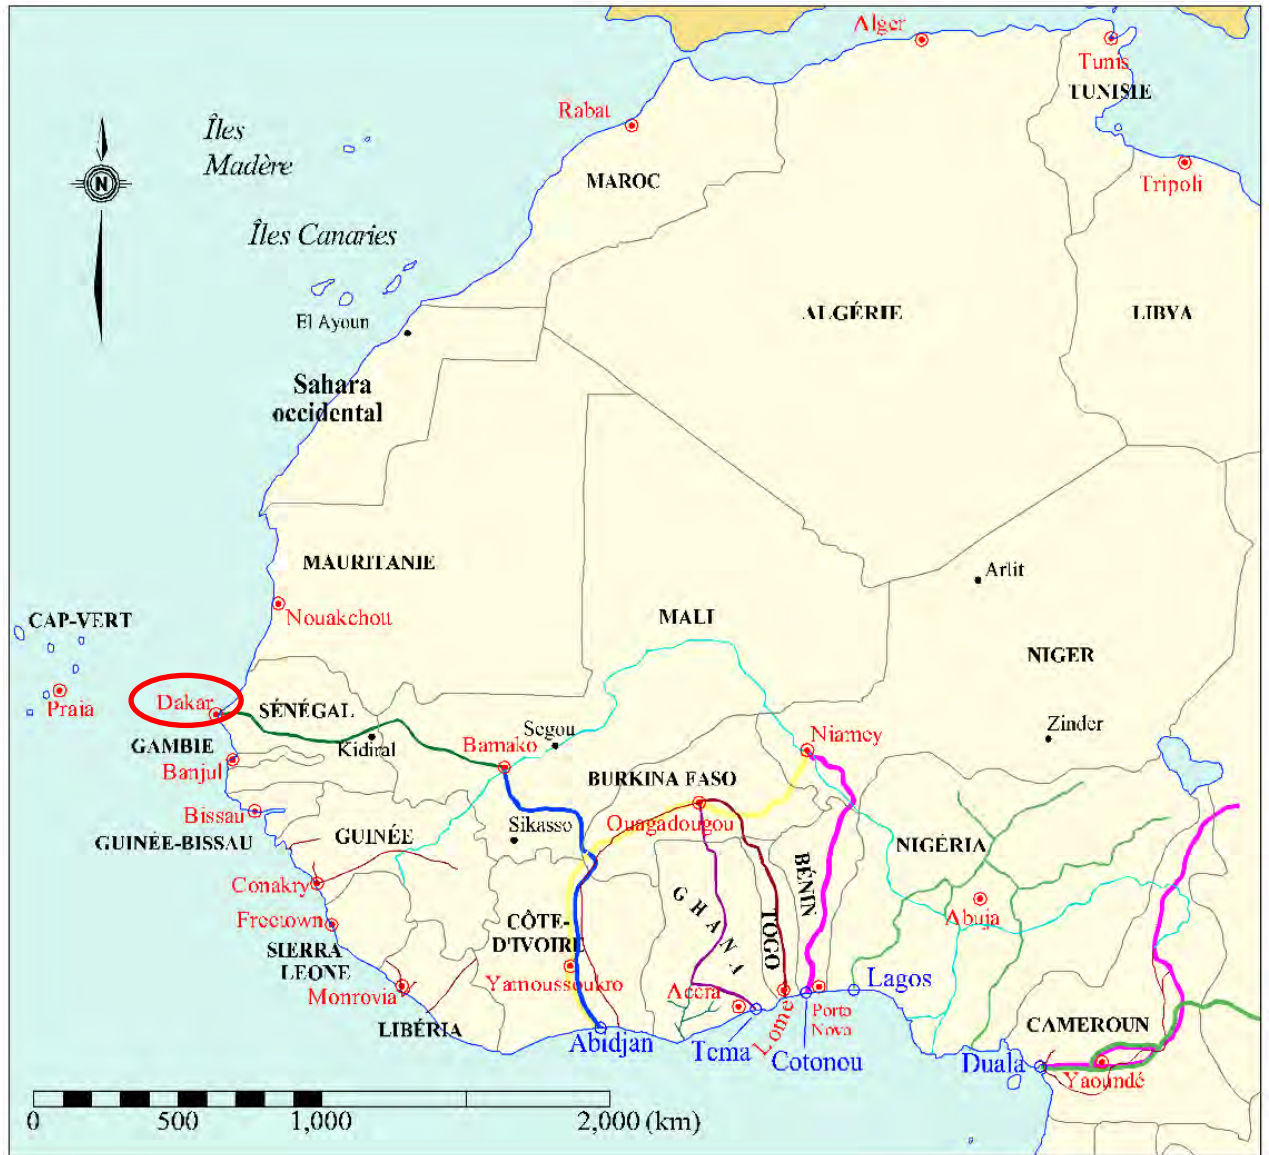 Alger
Tunis
TUNISIE
Rabat
Îles
Madère
N
MAROC
Tripoli
Îles Canaries
El Ayoun
ALGÉRIE
LIBYA
Sahara
occidental
MAURITANIE
Arlit
Nouakchott
CAP-VERT
MALI
NIGER
Praia
Dakar
SÉNÉGAL
Zinder
Segou
Niamey
GAMBIE
Kidiral
Bamako
Banjul
BURKINA FASO
Bissau
Sikasso
Ouagadougou
GUINÉE
GUINÉE-BISSAU
NIGÉRIA
BÉNIN
Conakry
GHANA
Abuja
Freetown
CÔTE-
D'IVOIRE
TOGO
SIERRA
LEONE
Yamoussoukro
Lagos
Monrovia
Accra
Porto
Nova
Lome
LIBÉRIA
CAMEROUN
Abidjan
Tema
Cotonou
Duala
Yaoundé
0
500
1,000
2,000 (km)